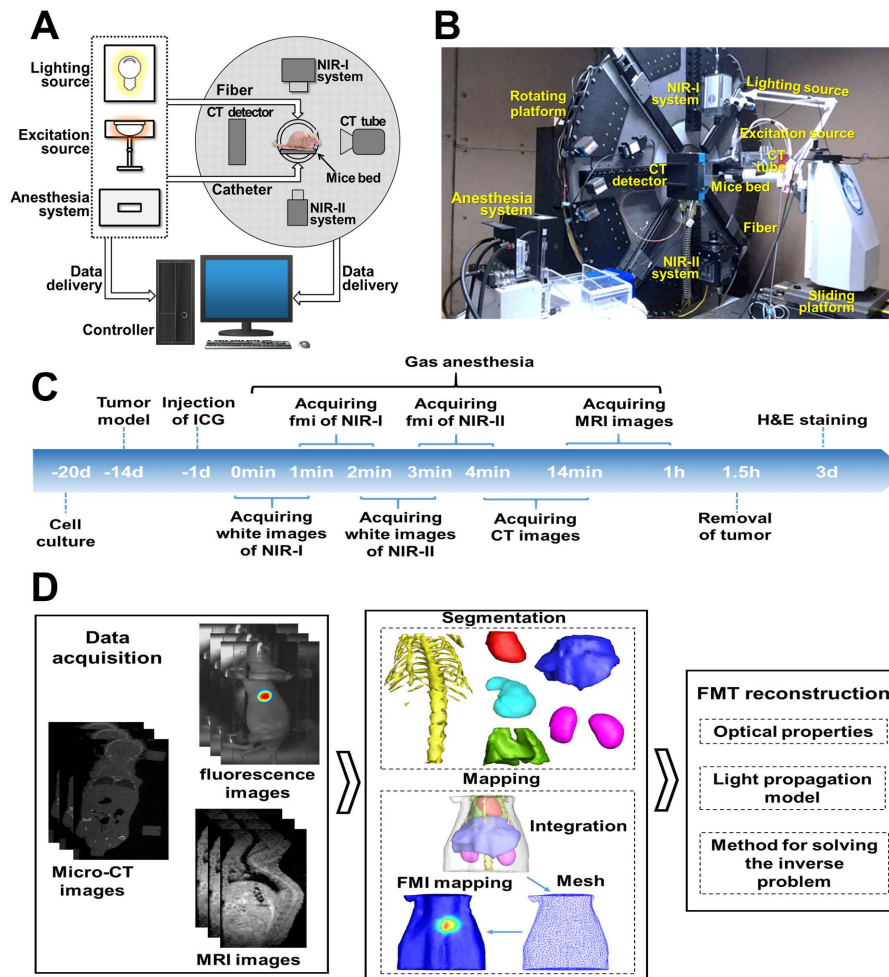 A
Lighting
source
Excitation
source
Anesthesia
system
Fiber
Catheter
NIR-I
system
CT detector
CT
tube
Mice bed
NIR-II
system
Data
delivery
Data
delivery
Controller
B
NIR-I
system
Lighting source
Rotating
platform
Excitation source
CT
tube
CT
detector
Mice bed
Anesthesia
system
Fiber
NIR-II
system
Sliding
platform
C
Gas anesthesia
Tumor
model
Injection
of ICG
Acquiring
fmi of NIR-I
Acquiring
fmi of NIR-II
Acquiring
MRI images
H&E staining
-20d -14d -1d 0min 1min 2min 3min 4min 14min 1h 1.5h 3d
Cell
culture
Acquiring
white images
of NIR-I
Acquiring
white images
of NIR-II
Acquiring
CT images
Removal
of tumor
D
Data
acquisition
fluorescence
images
Micro-CT
images
MRI images
Segmentation
Mapping
Integration
FMI mapping
Mesh
FMT reconstruction
Optical properties
Light propagation
model
Method for solving
the inverse
problem